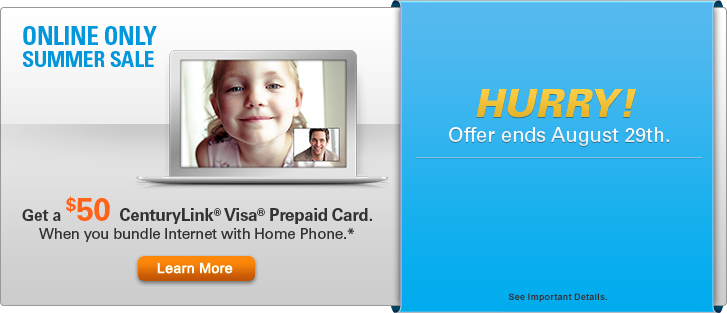 ONLINE ONLY
SUMMER SALE
Get a $50 CenturyLink® Visa® Prepaid Card.
When you bundle Internet with Home Phone.*
Learn More
HURRY!
Offer ends August 29th.
See Important Details.